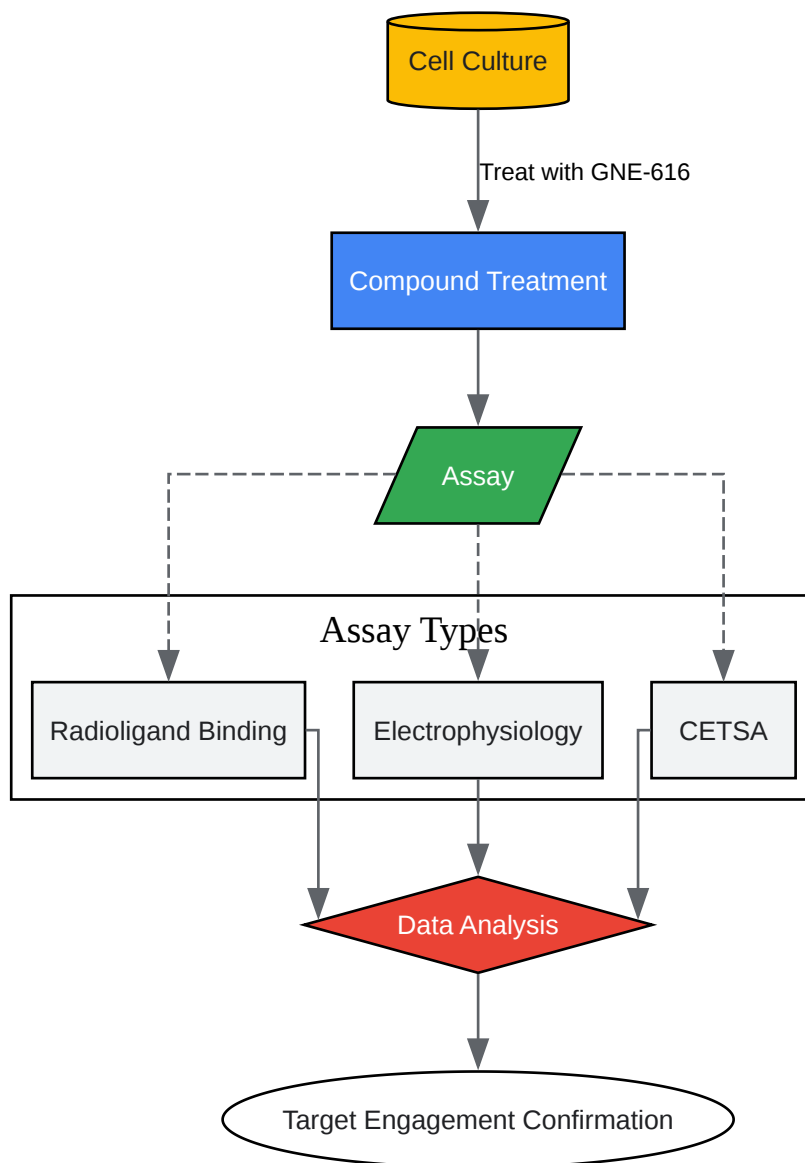 Cell Culture
Treat with GNE-616
Compound Treatment
Assay
Assay Types
Radioligand Binding
Electrophysiology
CETSA
Data Analysis
Target Engagement Confirmation